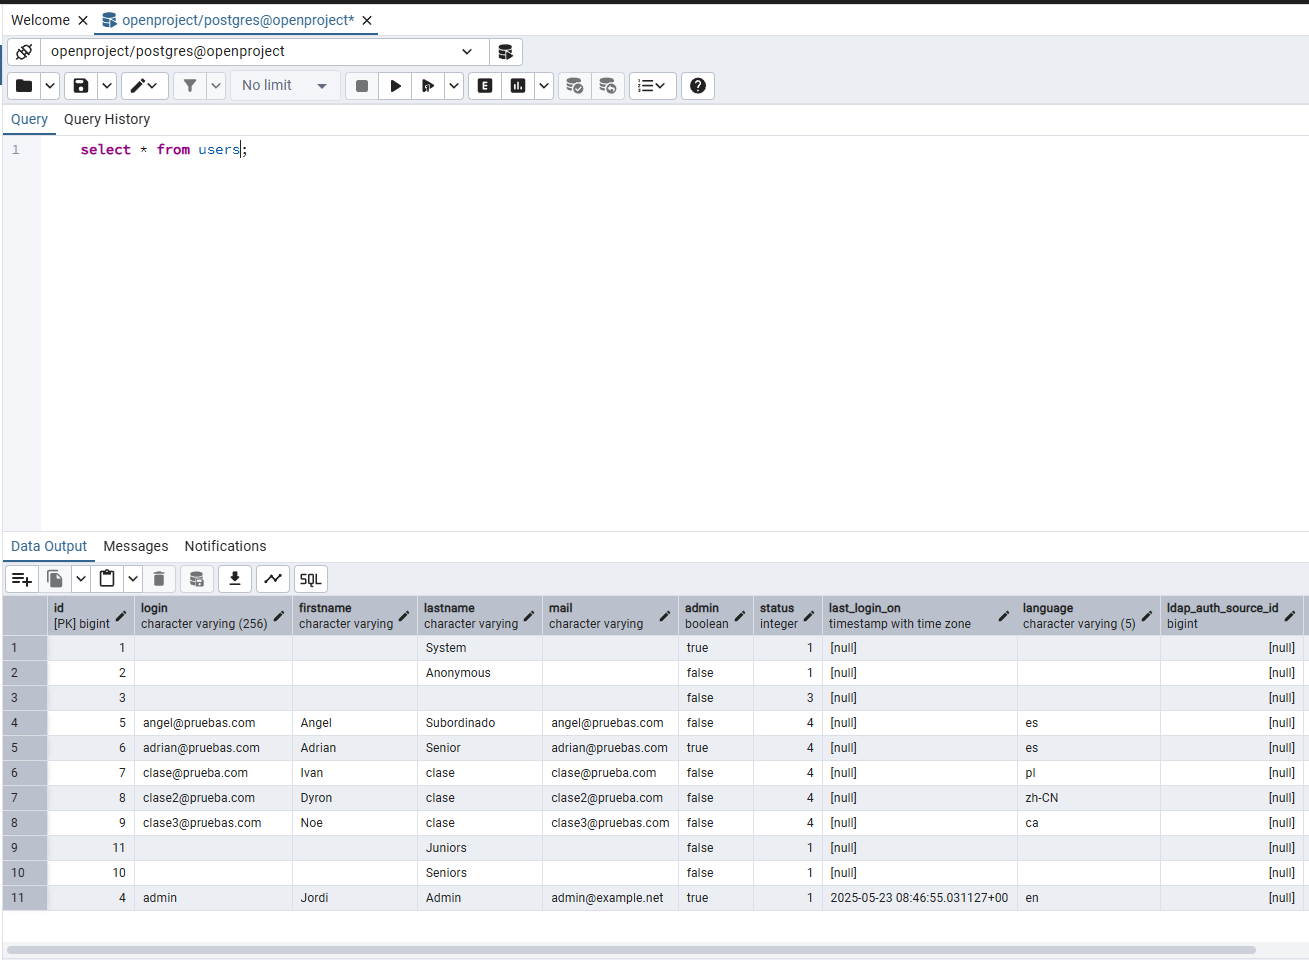 Welcome openproject/postgres@openproject*
openproject/postgres@openproject
No limit E
Query Query History
1 select * from users;
Data Output Messages Notifications
SQL
id login firstname lastname mail admin status last_login_on language ldap_auth_source_id
[PK] bigint character varying (256) character varying character varying character varying boolean integer timestamp with time zone character varying (5) bigint
1 1 System true 1 [null] [null]
2 2 Anonymous false 1 [null] [null]
3 3 false 3 [null] [null]
4 5 angel@pruebas.com Angel Subordinado angel@pruebas.com false 4 [null] es [null]
5 6 adrian@pruebas.com Adrian Senior adrian@pruebas.com true 4 [null] es [null]
6 7 clase@prueba.com Ivan clase clase@prueba.com false 4 [null] pl [null]
7 8 clase2@prueba.com Dyron clase clase2@prueba.com false 4 [null] zh-CN [null]
8 9 clase3@pruebas.com Noe clase clase3@pruebas.com false 4 [null] ca [null]
9 11 Juniors false 1 [null] [null]
10 10 Seniors false 1 [null] [null]
11 4 admin Jordi Admin admin@example.net true 1 2025-05-23 08:46:55.031127+00 en [null]